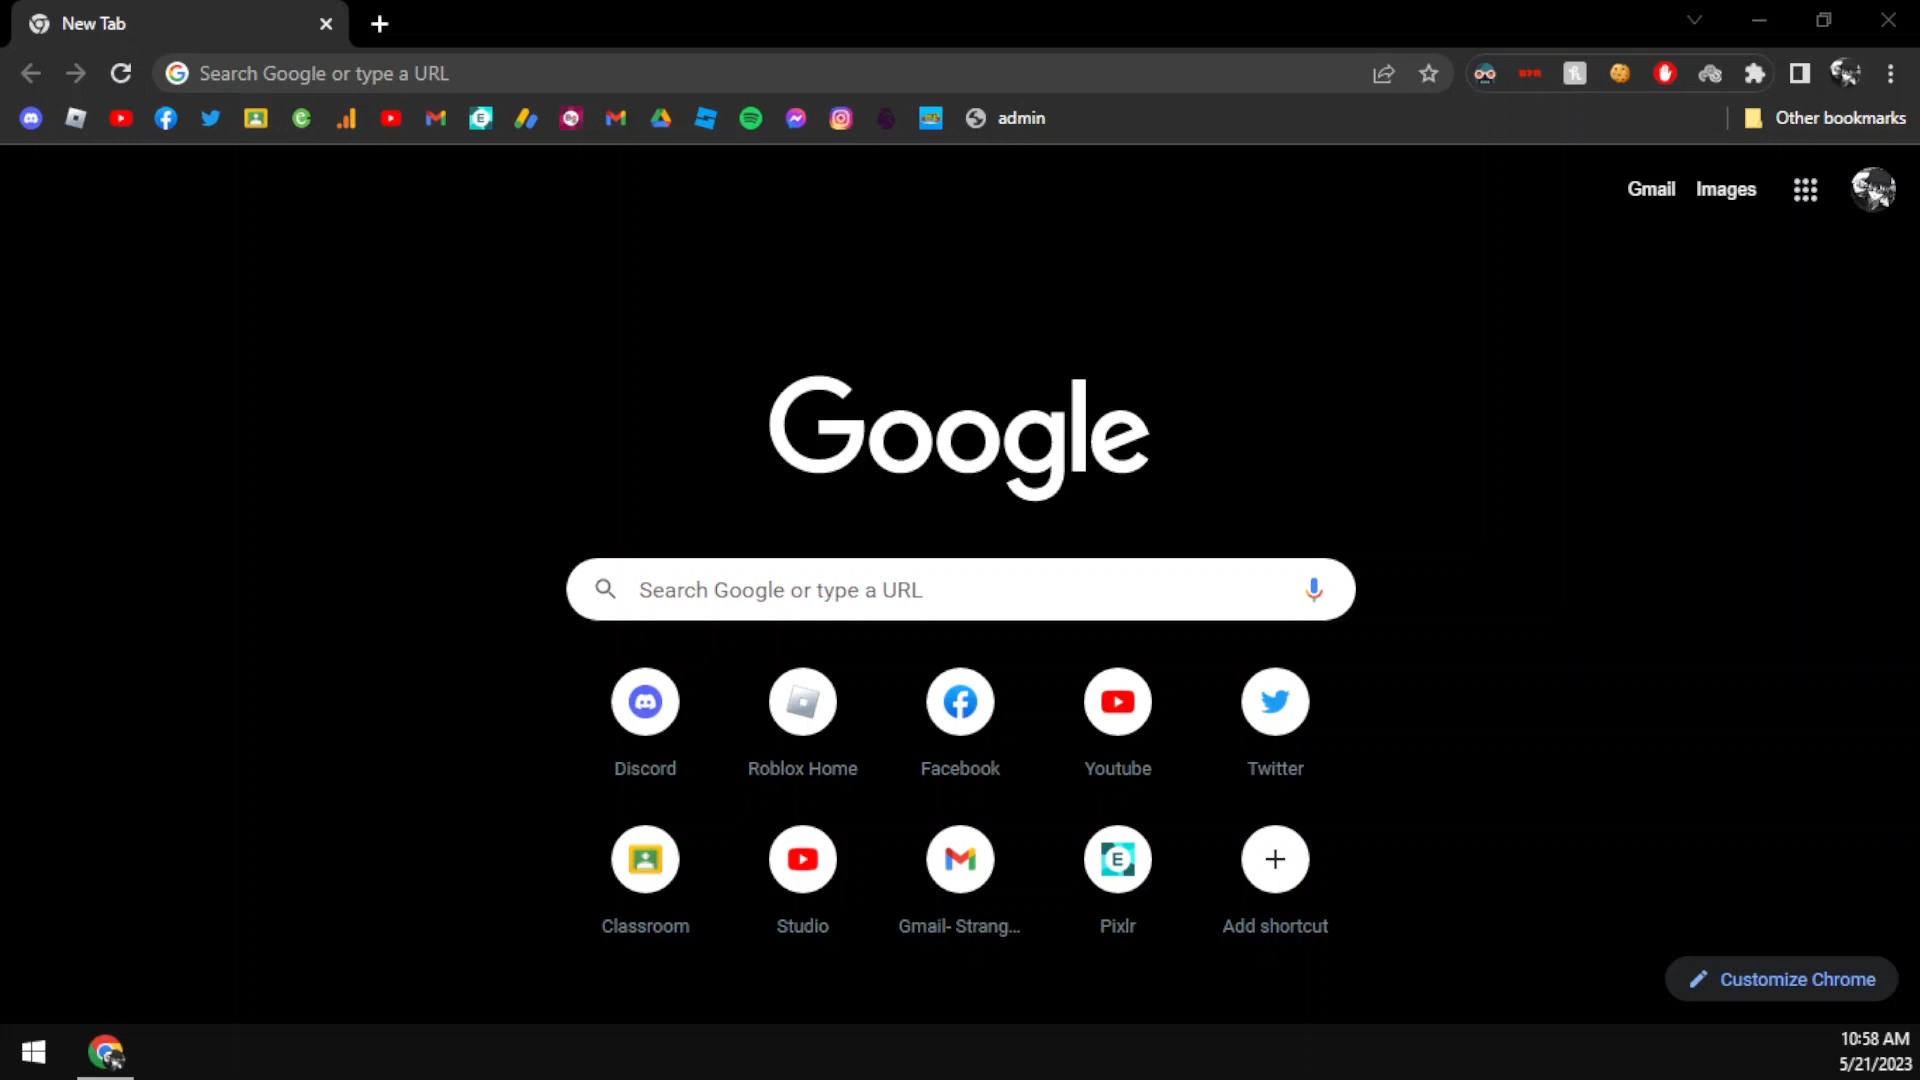 New Tab
Search Google or type a URL
admin
Other bookmarks
Gmail Images
Google
Search Google or type a URL
Discord Roblox Home Facebook Youtube Twitter
Classroom Studio Gmail- Strang... Pixlr Add shortcut
Customize Chrome
10:58 AM
5/21/2023